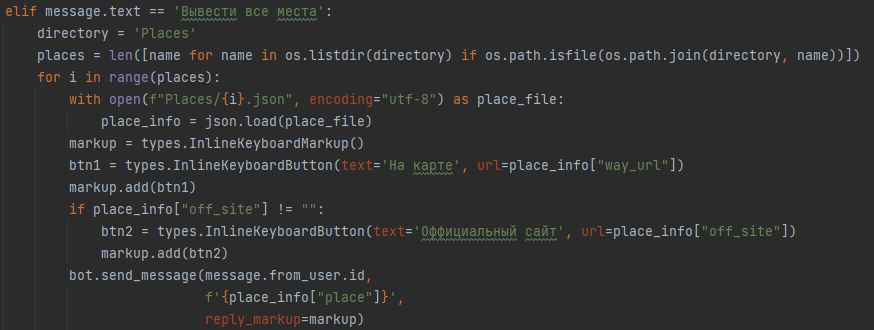 elif message.text == 'Вывести все места':
    directory = 'Places'
    places = len([name for name in os.listdir(directory) if os.path.isfile(os.path.join(directory, name))])
    for i in range(places):
        with open(f"Places/{i}.json", encoding="utf-8") as place_file:
            place_info = json.load(place_file)
        markup = types.InlineKeyboardMarkup()
        btn1 = types.InlineKeyboardButton(text='На карте', url=place_info["way_url"])
        markup.add(btn1)
        if place_info["off_site"] != "":
            btn2 = types.InlineKeyboardButton(text='Оффициальный сайт', url=place_info["off_site"])
            markup.add(btn2)
        bot.send_message(message.from_user.id,
                         f'{place_info["place"]}',
                         reply_markup=markup)